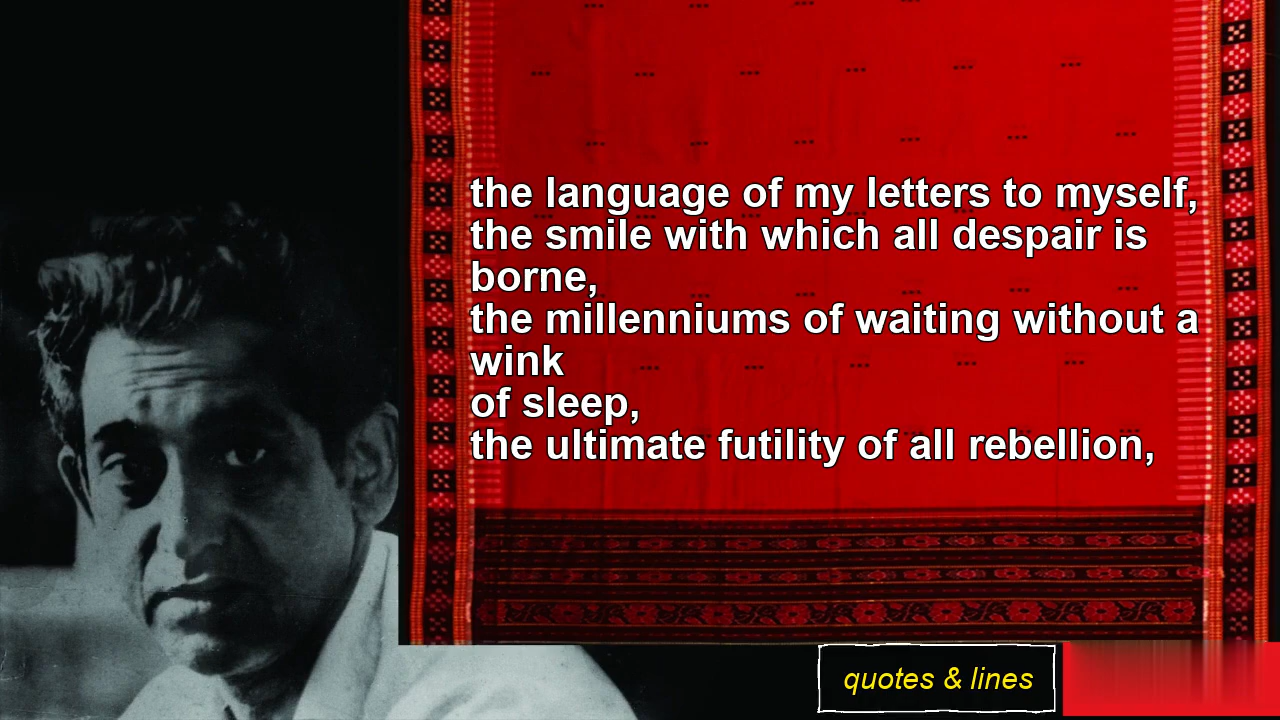 the language of my letters to myself,
the smile with which all despair is
borne,
the millenniums of waiting without a
wink
of sleep,
the ultimate futility of all rebellion,
quotes & lines